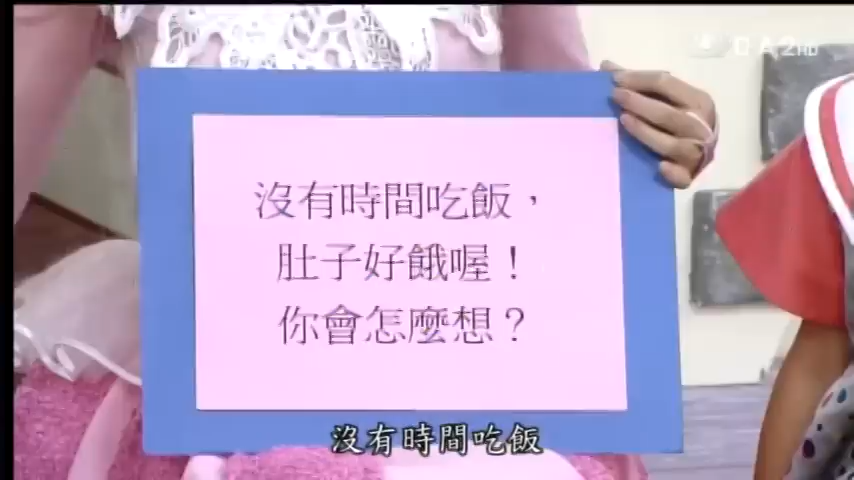 沒有時間吃飯，
肚子好餓喔！
你會怎麼想？
沒有時間吃飯